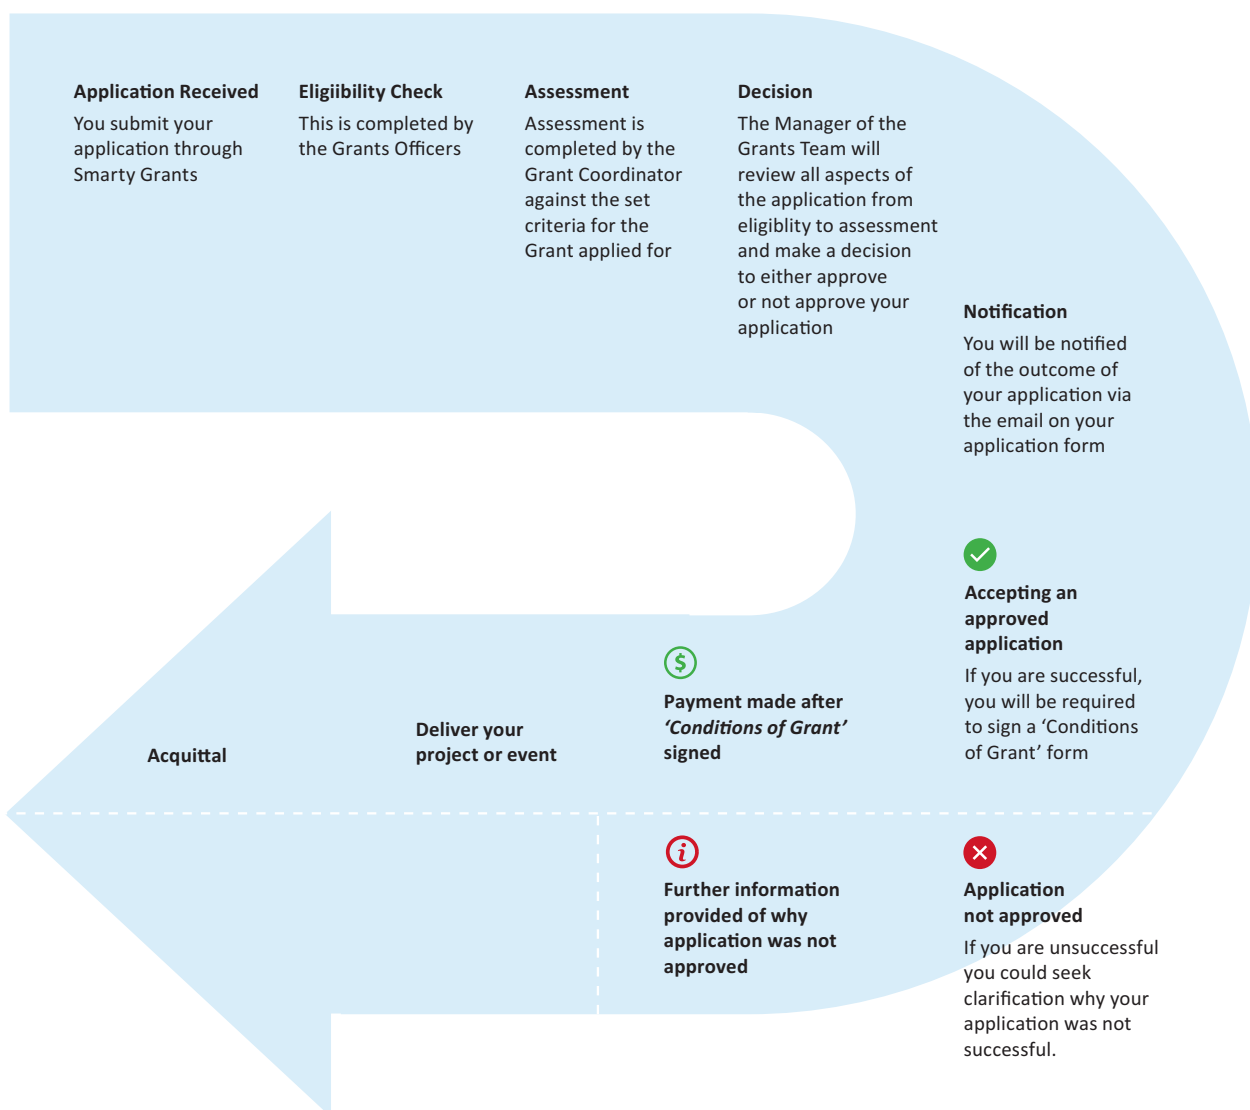 Application Received
You submit your
application through
Smarty Grants
Eligiibility Check
This is completed by
the Grants Officers
Assessment
Assessment is
completed by the
Grant Coordinator
against the set
criteria for the
Grant applied for
Decision
The Manager of the
Grants Team will
review all aspects of
the application from
eligiblity to assessment
and make a decision
to either approve
or not approve your
application
Notification
You will be notified
of the outcome of
your application via
the email on your
application form
Accepting an
approved
application
If you are successful,
you will be required
to sign a ‘Conditions
of Grant’ form
$
Payment made after
‘Conditions of Grant’
signed
Deliver your
project or event
Acquittal
Application
not approved
If you are unsuccessful
you could seek
clarification why your
application was not
successful.
i
Further information
provided of why
application was not
approved